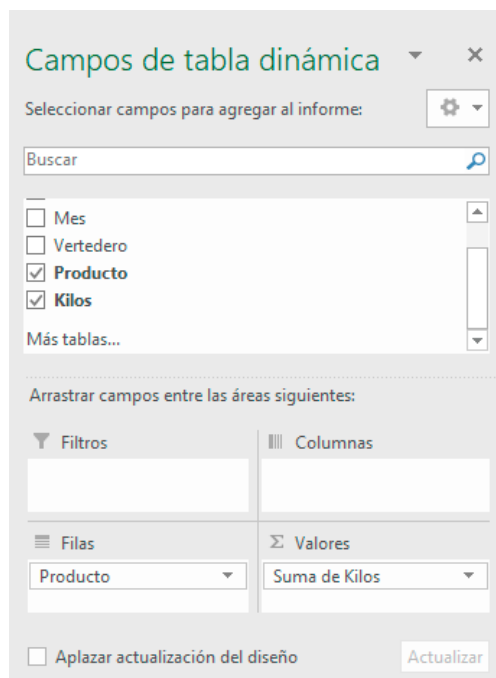 Campos de tabla dinámica
Seleccionar campos para agregar al informe:
Buscar
Mes
Vertedero
Producto
Kilos
Más tablas...
Arrastrar campos entre las áreas siguientes:
Filtros
Columnas
Filas
Σ Valores
Producto
Suma de Kilos
Aplazar actualización del diseño
Actualizar